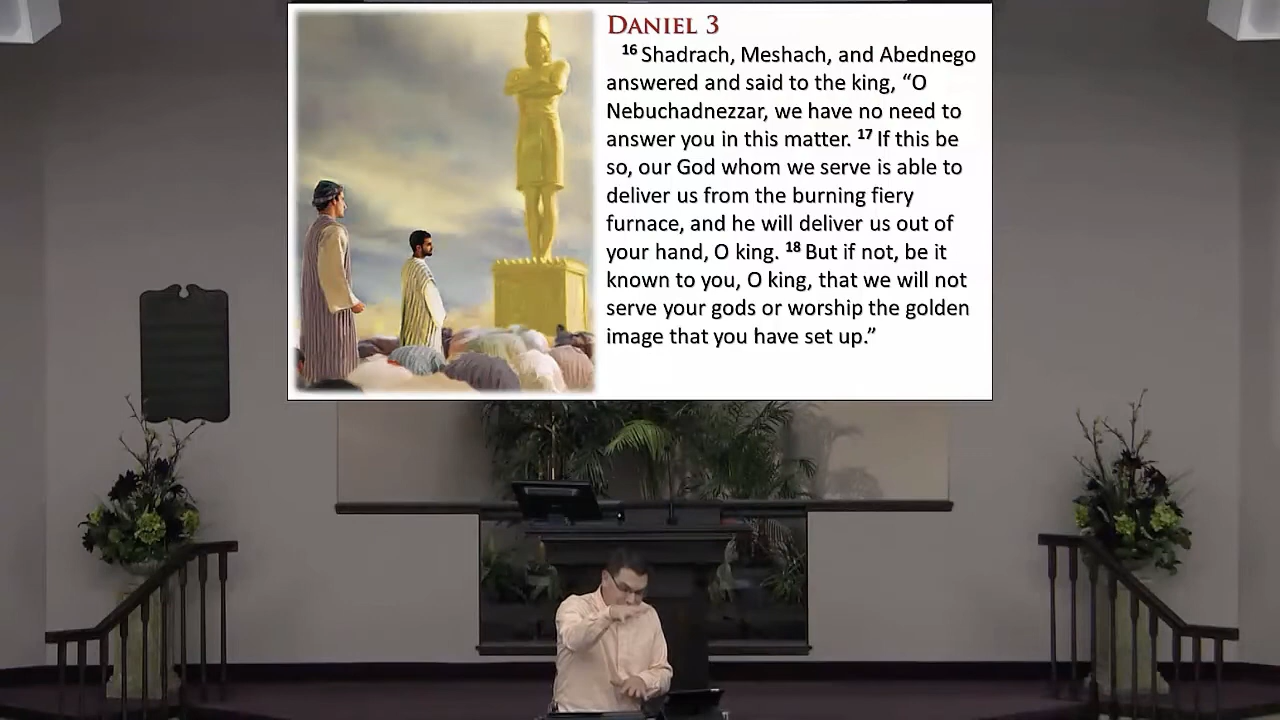 DANIEL 3
16 Shadrach, Meshach, and Abednego
answered and said to the king, “O
Nebuchadnezzar, we have no need to
answer you in this matter. 17 If this be
so, our God whom we serve is able to
deliver us from the burning fiery
furnace, and he will deliver us out of
your hand, O king. 18 But if not, be it
known to you, O king, that we will not
serve your gods or worship the golden
image that you have set up.”